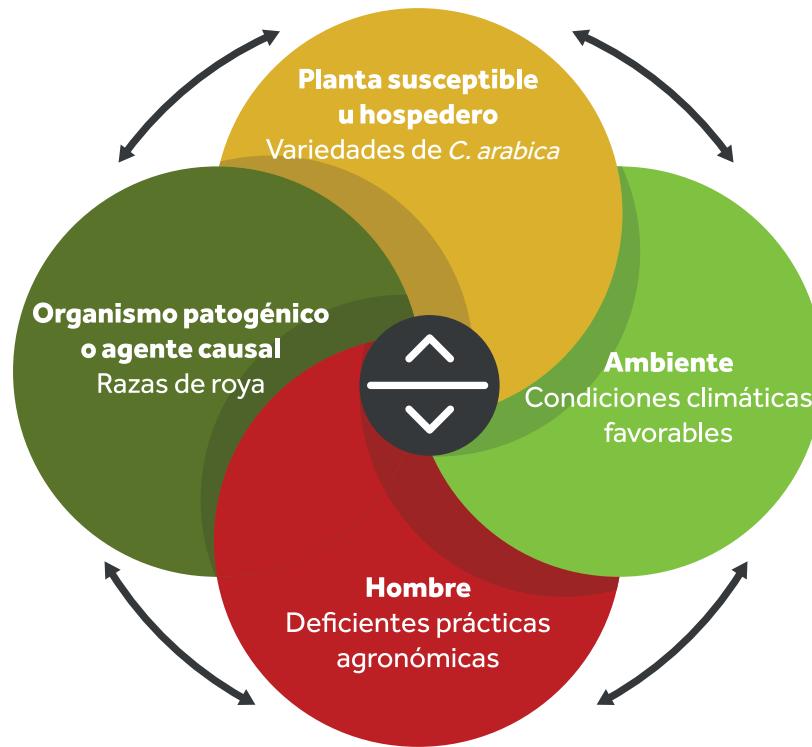 Planta susceptible
u hospedero
Variedades de C. arabica
Organismo patogénico
o agente causal
Razas de roya
Ambiente
Condiciones climáticas
favorables
Hombre
Deficientes prácticas
agronómicas